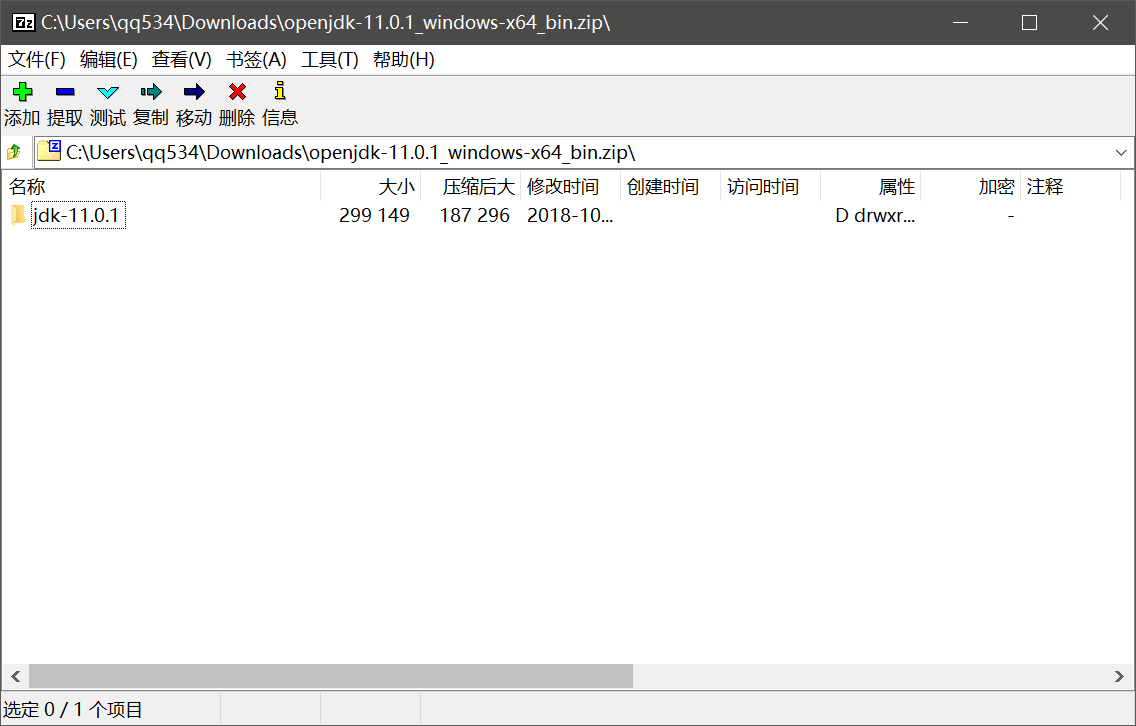 C:\Users\qq534\Downloads\openjdk-11.0.1_windows-x64_bin.zip\
文件(F) 编辑(E) 查看(V) 书签(A) 工具(T) 帮助(H)
添加 提取 测试 复制 移动 删除 信息
C:\Users\qq534\Downloads\openjdk-11.0.1_windows-x64_bin.zip\
名称 大小 压缩后大 修改时间 创建时间 访问时间 属性 加密 注释
jdk-11.0.1 299 149 187 296 2018-10... D drwxr... -
选定 0 / 1 个项目